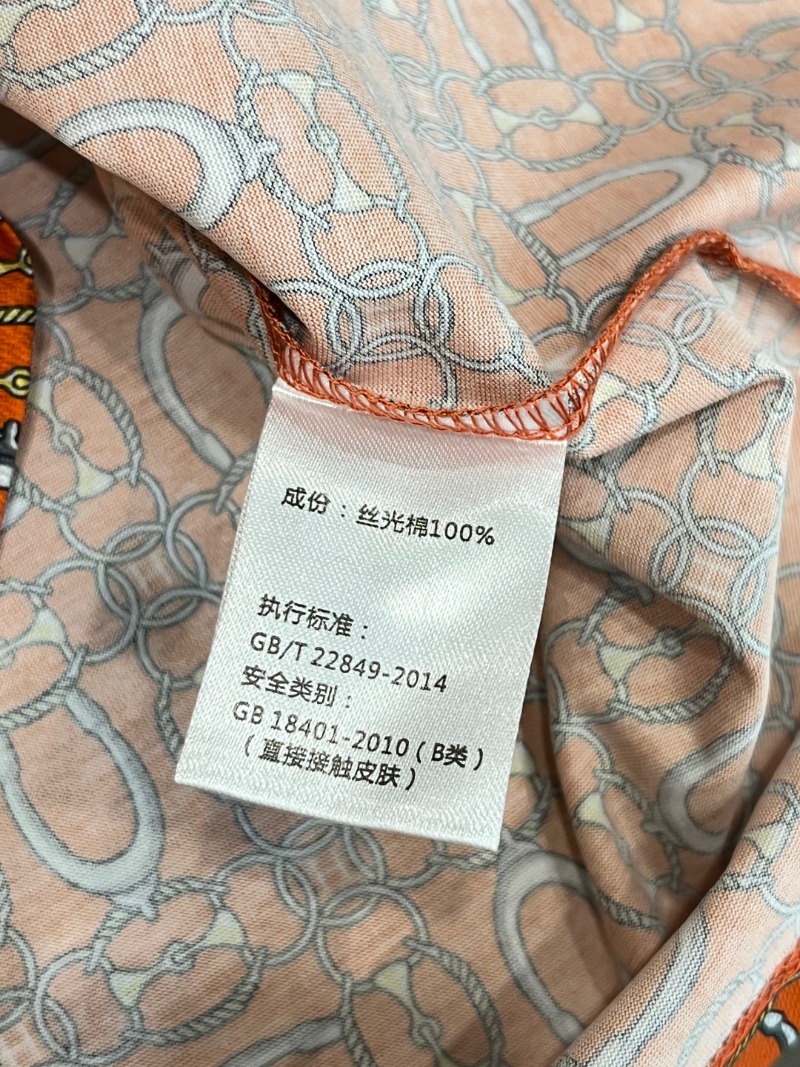 成份：丝光棉100%
执行标准：
GB/T 22849-2014
安全类别：
GB 18401-2010（B类）
（直接接触皮肤）